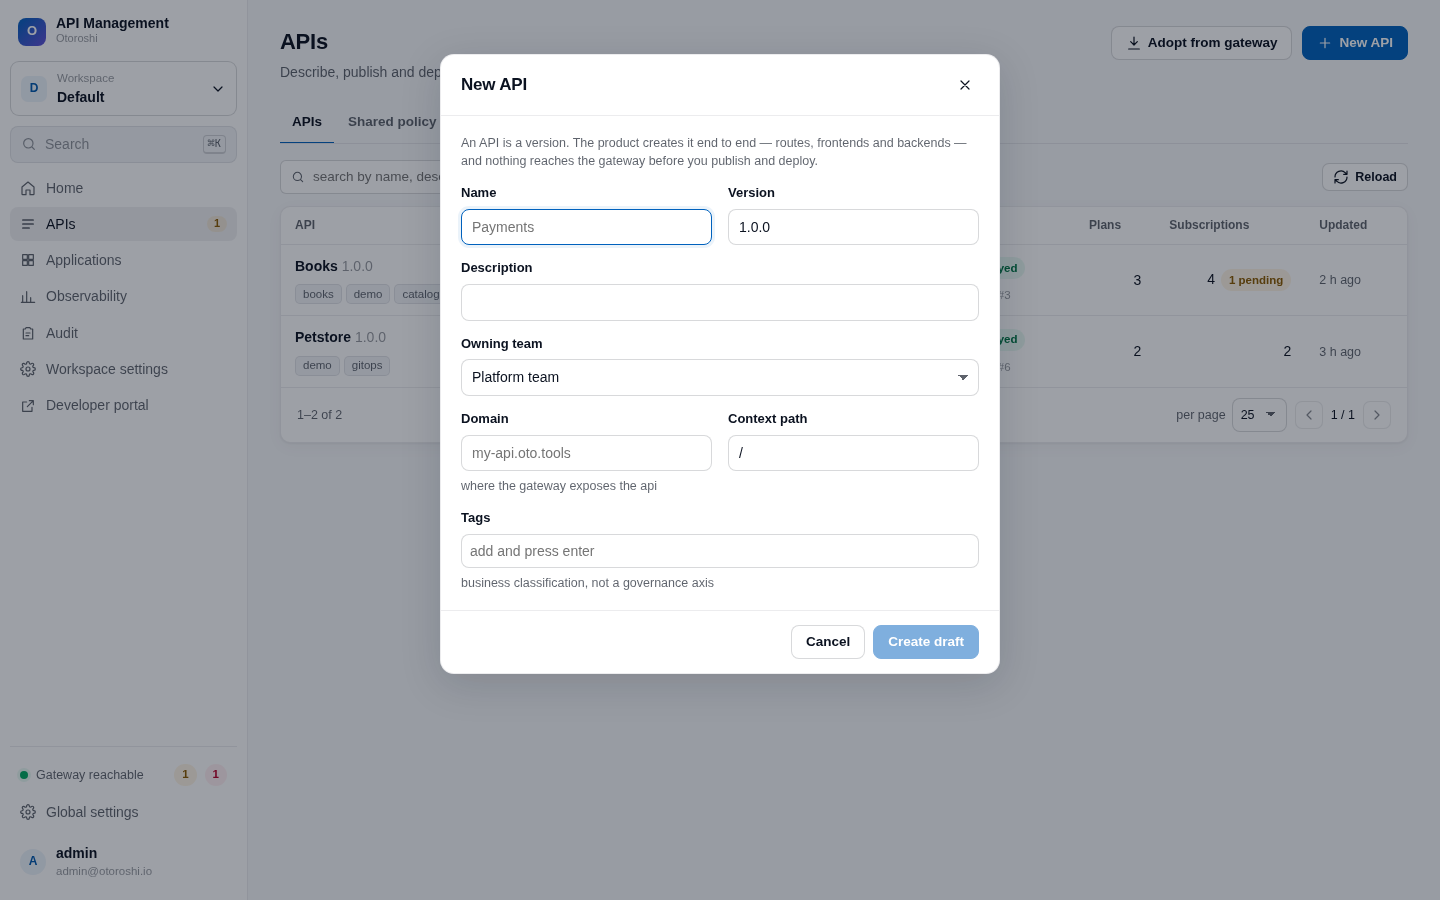 O
API Management
Otoroshi
D
Workspace
Default
Search
⌘K
Home
APIs
1
Applications
Observability
Audit
Workspace settings
Developer portal
Gateway reachable
1
1
Global settings
A
admin
admin@otoroshi.io
APIs
Describe, publish and dep
Adopt from gateway
New API
APIs
Shared policy
search by name, desc
Reload
API
Plans
Subscriptions
Updated
Books 1.0.0
books
demo
catalog
yed
#3
3
4
1 pending
2 h ago
Petstore 1.0.0
demo
gitops
yed
#6
2
2
3 h ago
1–2 of 2
per page
25
1 / 1
New API
An API is a version. The product creates it end to end — routes, frontends and backends —
and nothing reaches the gateway before you publish and deploy.
Name
Version
Payments
1.0.0
Description
Owning team
Platform team
Domain
Context path
my-api.oto.tools
/
where the gateway exposes the api
Tags
add and press enter
business classification, not a governance axis
Cancel
Create draft